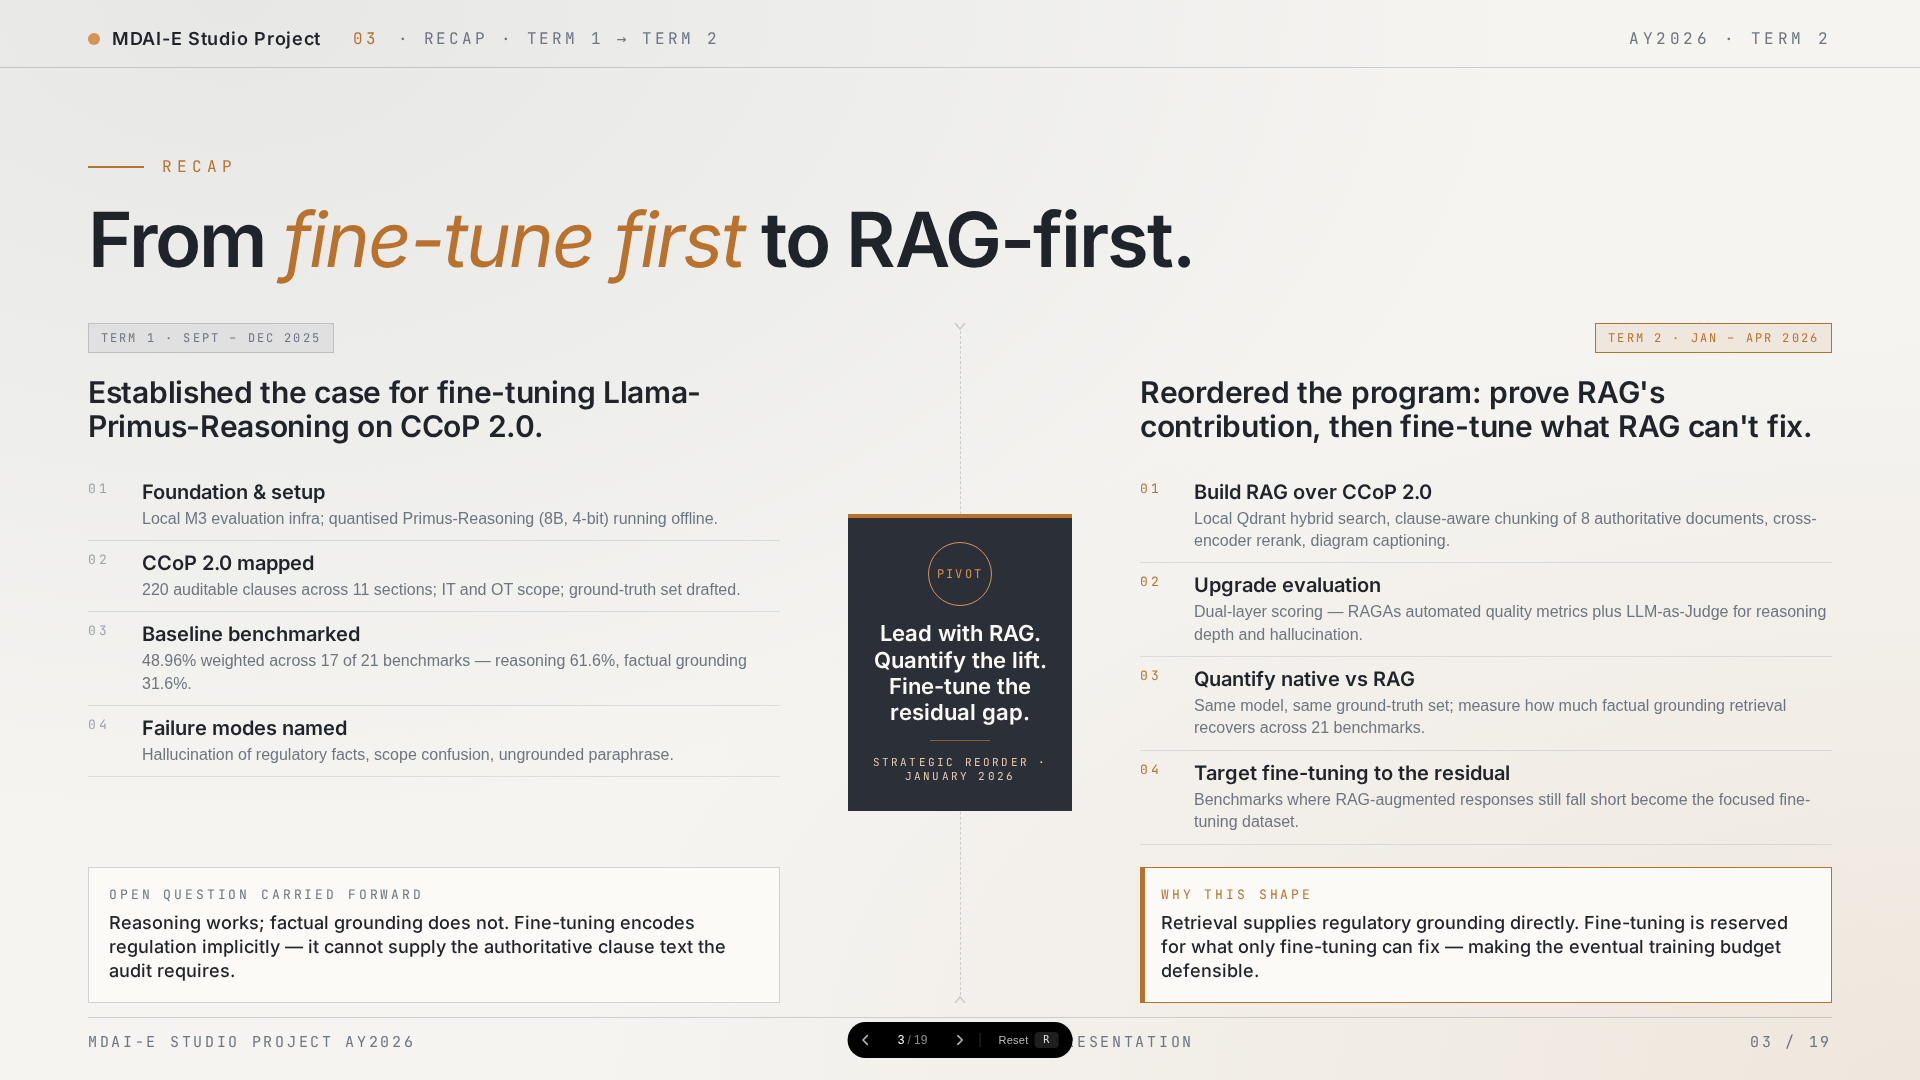 MDAI-E Studio Project 03 · RECAP · TERM 1 → TERM 2
AY2026 · TERM 2
RECAP
From fine-tune first to RAG-first.
TERM 1 · SEPT – DEC 2025
Established the case for fine-tuning Llama-
Primus-Reasoning on CCoP 2.0.
01
Foundation & setup
Local M3 evaluation infra; quantised Primus-Reasoning (8B, 4-bit) running offline.
02
CCoP 2.0 mapped
220 auditable clauses across 11 sections; IT and OT scope; ground-truth set drafted.
03
Baseline benchmarked
48.96% weighted across 17 of 21 benchmarks — reasoning 61.6%, factual grounding
31.6%.
04
Failure modes named
Hallucination of regulatory facts, scope confusion, ungrounded paraphrase.
OPEN QUESTION CARRIED FORWARD
Reasoning works; factual grounding does not. Fine-tuning encodes
regulation implicitly — it cannot supply the authoritative clause text the
audit requires.
PIVOT
Lead with RAG.
Quantify the lift.
Fine-tune the
residual gap.
STRATEGIC REORDER ·
JANUARY 2026
TERM 2 · JAN – APR 2026
Reordered the program: prove RAG's
contribution, then fine-tune what RAG can't fix.
01
Build RAG over CCoP 2.0
Local Qdrant hybrid search, clause-aware chunking of 8 authoritative documents, cross-
encoder rerank, diagram captioning.
02
Upgrade evaluation
Dual-layer scoring — RAGAs automated quality metrics plus LLM-as-Judge for reasoning
depth and hallucination.
03
Quantify native vs RAG
Same model, same ground-truth set; measure how much factual grounding retrieval
recovers across 21 benchmarks.
04
Target fine-tuning to the residual
Benchmarks where RAG-augmented responses still fall short become the focused fine-
tuning dataset.
WHY THIS SHAPE
Retrieval supplies regulatory grounding directly. Fine-tuning is reserved
for what only fine-tuning can fix — making the eventual training budget
defensible.
MDAI-E STUDIO PROJECT AY2026
3 / 19
Reset R
ESENTATION
03 / 19